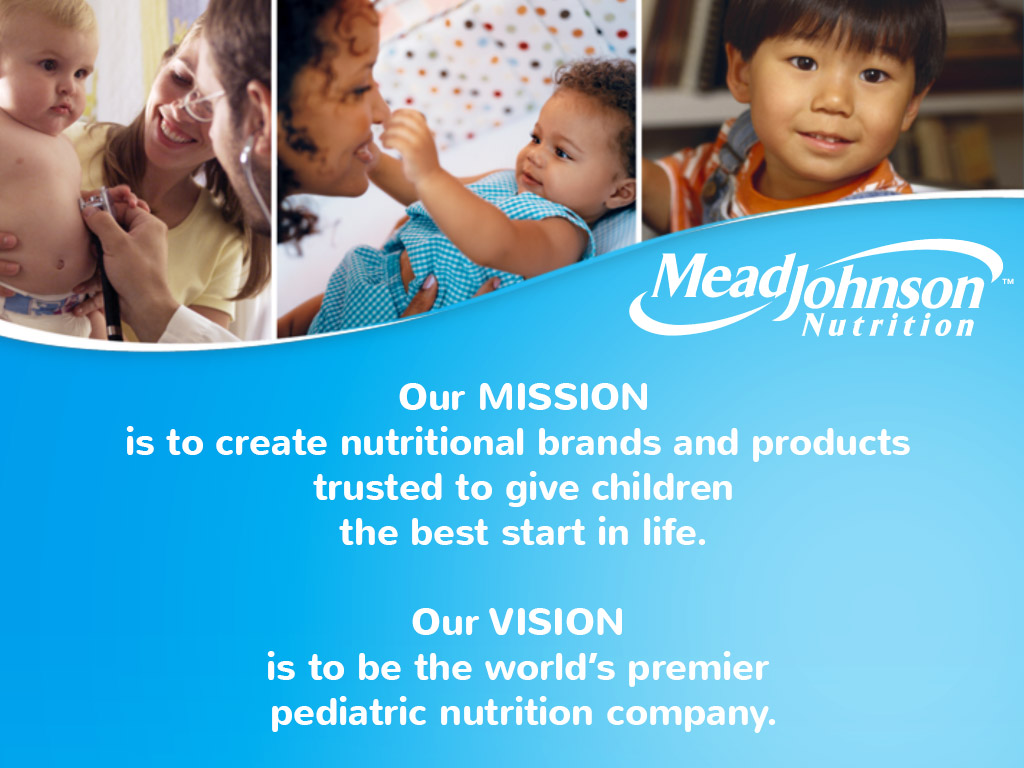 MeadJohnson™
Nutrition
Our MISSION
is to create nutritional brands and products
trusted to give children
the best start in life.
Our VISION
is to be the world's premier
pediatric nutrition company.